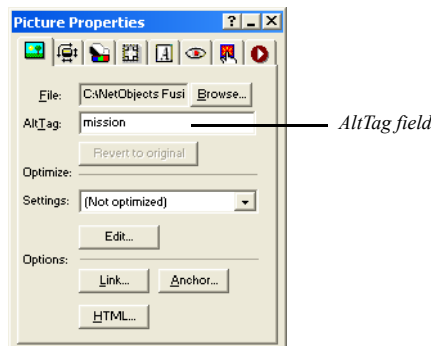 Picture Properties
File: C:\NetObjects Fusi Browse...
AltTag: mission
AltTag field
Revert to original
Optimize:
Settings: (Not optimized)
Edit...
Options:
Link... Anchor...
HTML...